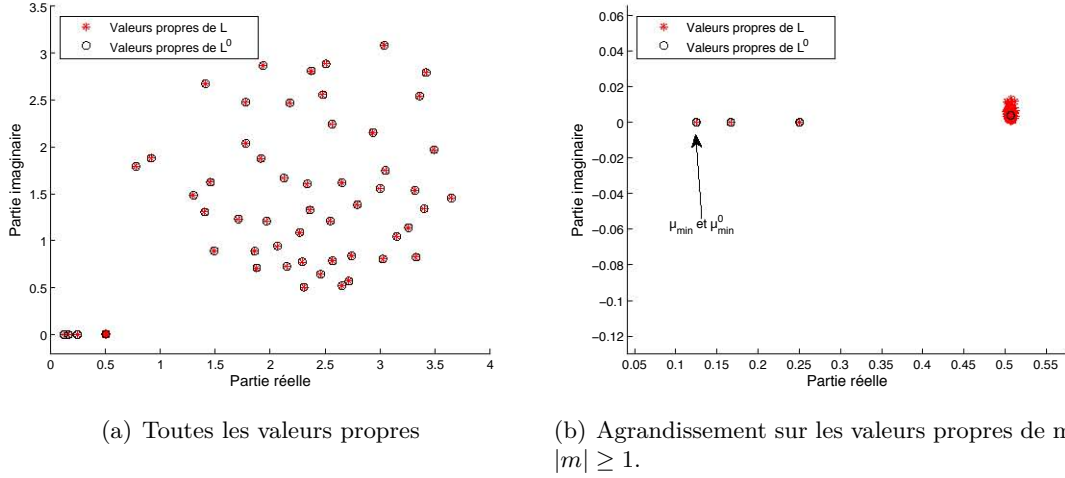 3.5
3
2.5
2
1.5
1
0.5
0
Partie imaginaire
Valeurs propres de L
Valeurs propres de L⁰
0 0.5 1 1.5 2 2.5 3 3.5 4
Partie réelle
(a) Toutes les valeurs propres
0.06
0.04
0.02
0
−0.02
−0.04
−0.06
−0.08
−0.1
−0.12
Partie imaginaire
Valeurs propres de L
Valeurs propres de L⁰
μmin et μ⁰min
0.05 0.1 0.15 0.2 0.25 0.3 0.35 0.4 0.45 0.5 0.55
Partie réelle
(b) Agrandissement sur les valeurs propres de m
|m| ≥ 1.